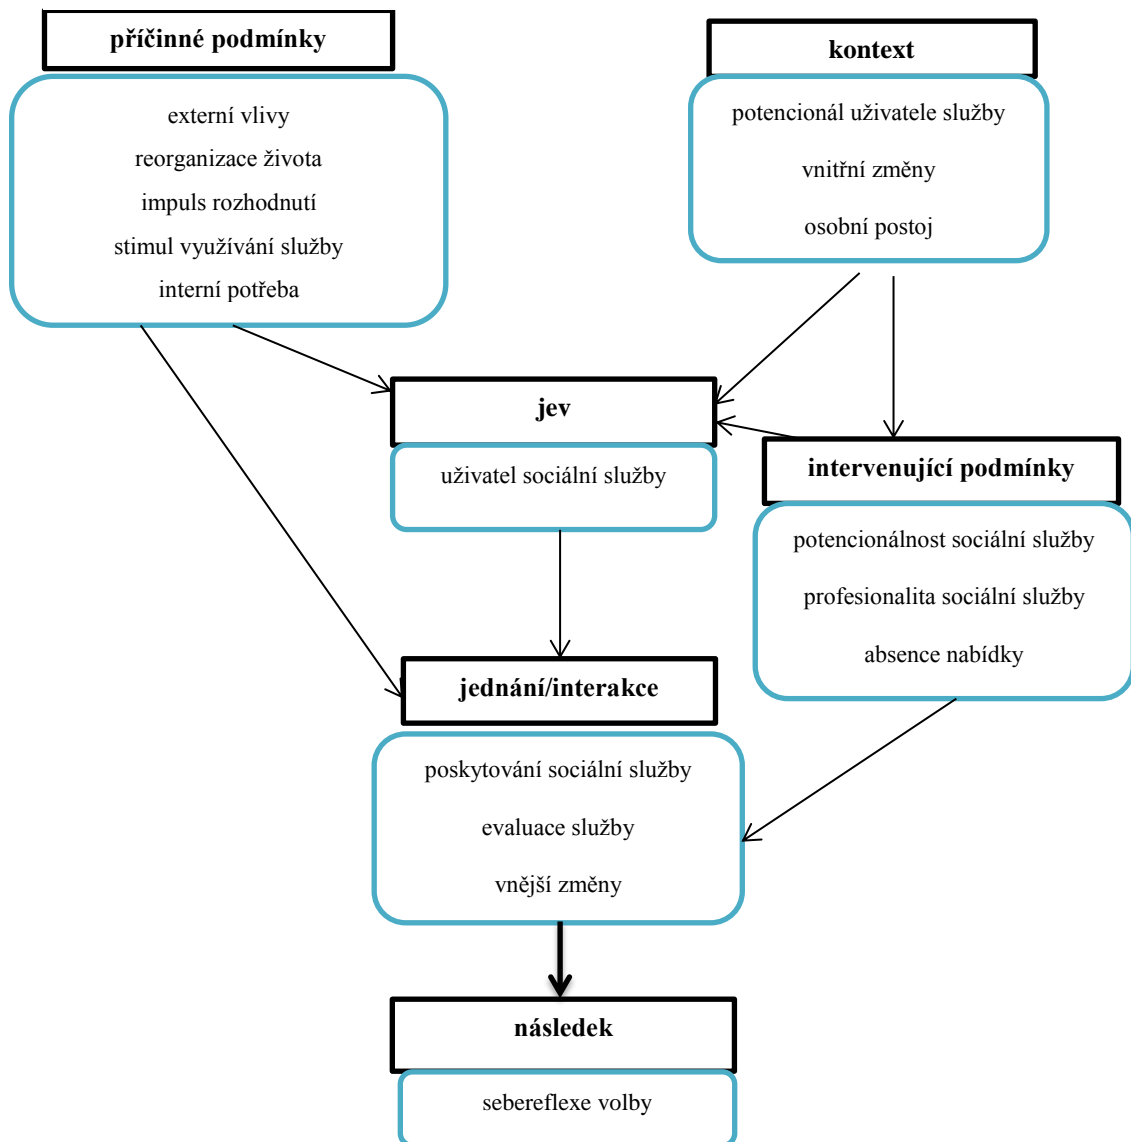 příčinné podmínky
externí vlivy
reorganizace života
impuls rozhodnutí
stimul využívání služby
interní potřeba
kontext
potencionál uživatele služby
vnitřní změny
osobní postoj
jev
uživatel sociální služby
intervenující podmínky
potencionálnost sociální služby
profesionalita sociální služby
absence nabídky
jednání/interakce
poskytování sociální služby
evaluace služby
vnější změny
následek
sebereflexe volby